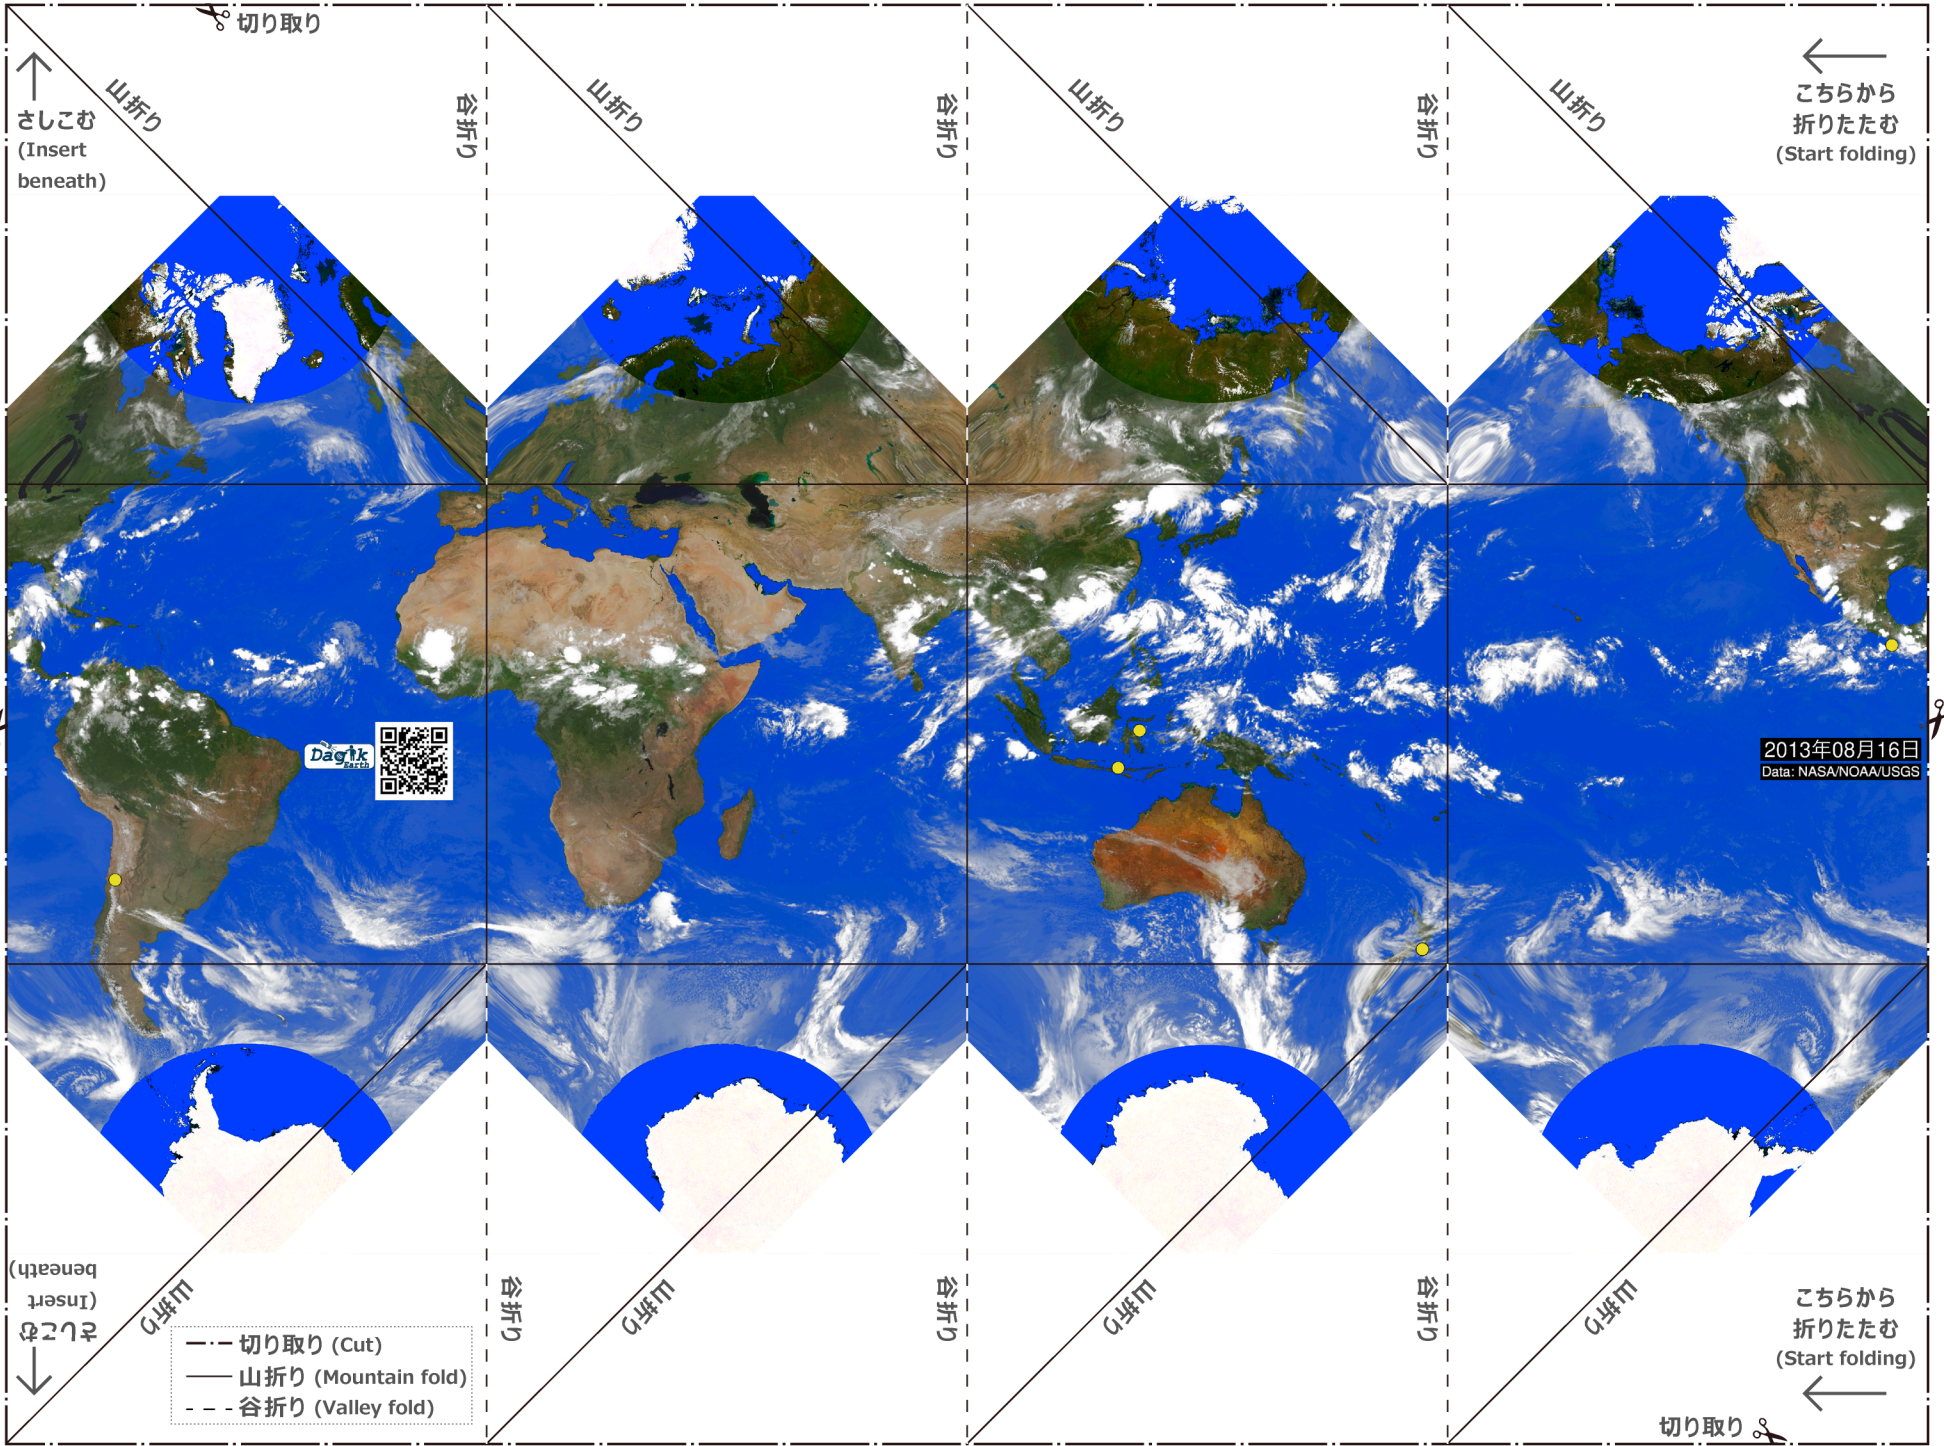 切り取り
山折り
谷折り
山折り
谷折り
山折り
谷折り
山折り
こちらから
折りたたむ
(Start folding)
さしこむ
(Insert
beneath)
Dagik
Earth
2013年08月16日
Data: NASA/NOAA/USGS
さしこむ
(Insert
beneath)
山折り
谷折り
山折り
谷折り
山折り
谷折り
山折り
こちらから
折りたたむ
(Start folding)
切り取り (Cut)
山折り (Mountain fold)
谷折り (Valley fold)
切り取り